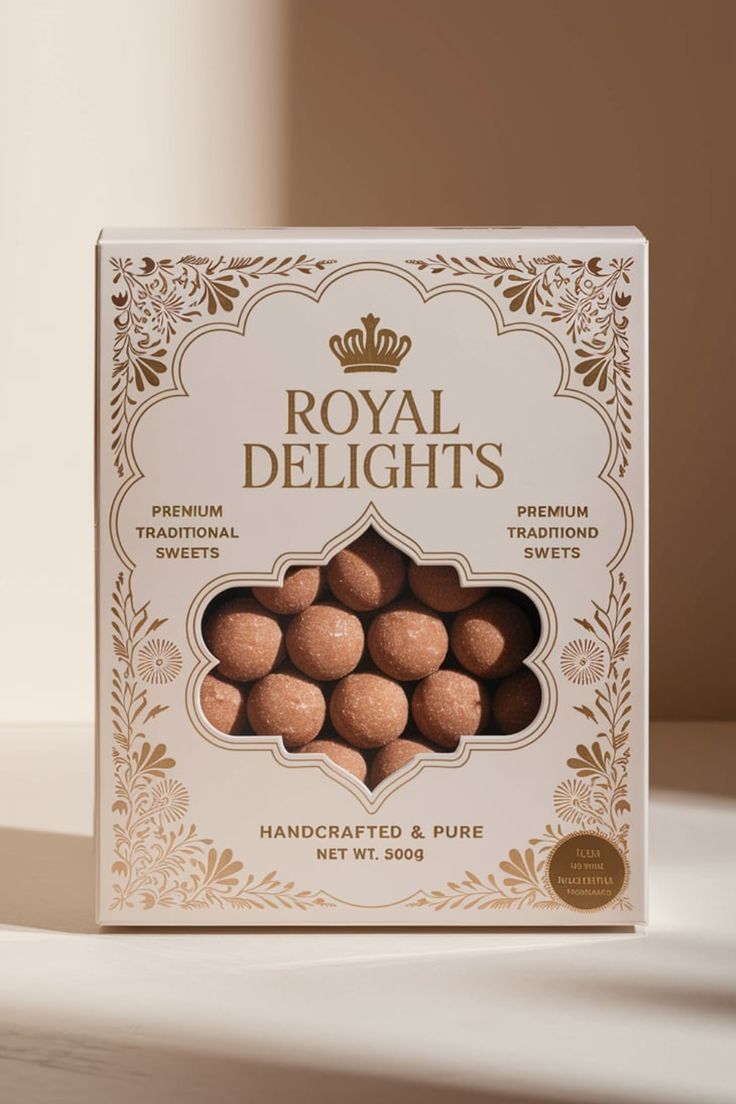 ROYAL
DELIGHTS
PREMIUM
TRADITIONAL
SWEETS
PREMIUM
TRADITIOND
SWETS
HANDCRAFTED & PURE
NET WT. 500g